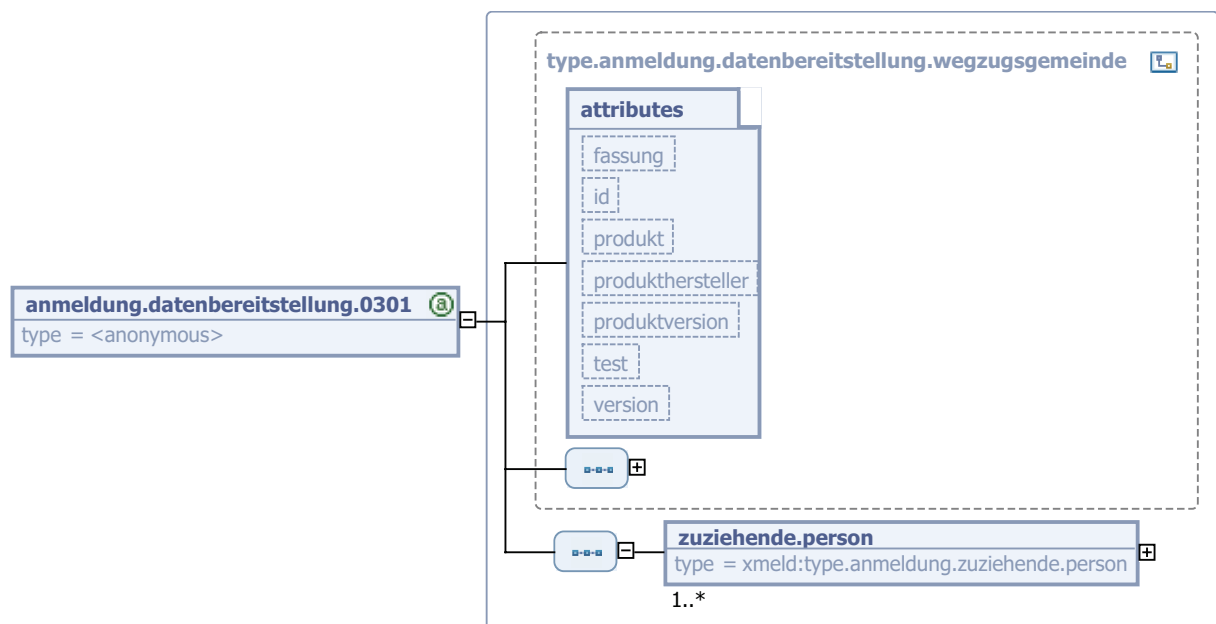 type.anmeldung.datenbereitstellung.wegzugsgemeinde
attributes
fassung
id
produkt
produkthersteller
produktversion
test
version
anmeldung.datenbereitstellung.0301 @
type = <anonymous>
zuziehende.person
type = xmeld:type.anmeldung.zuziehende.person
1..*